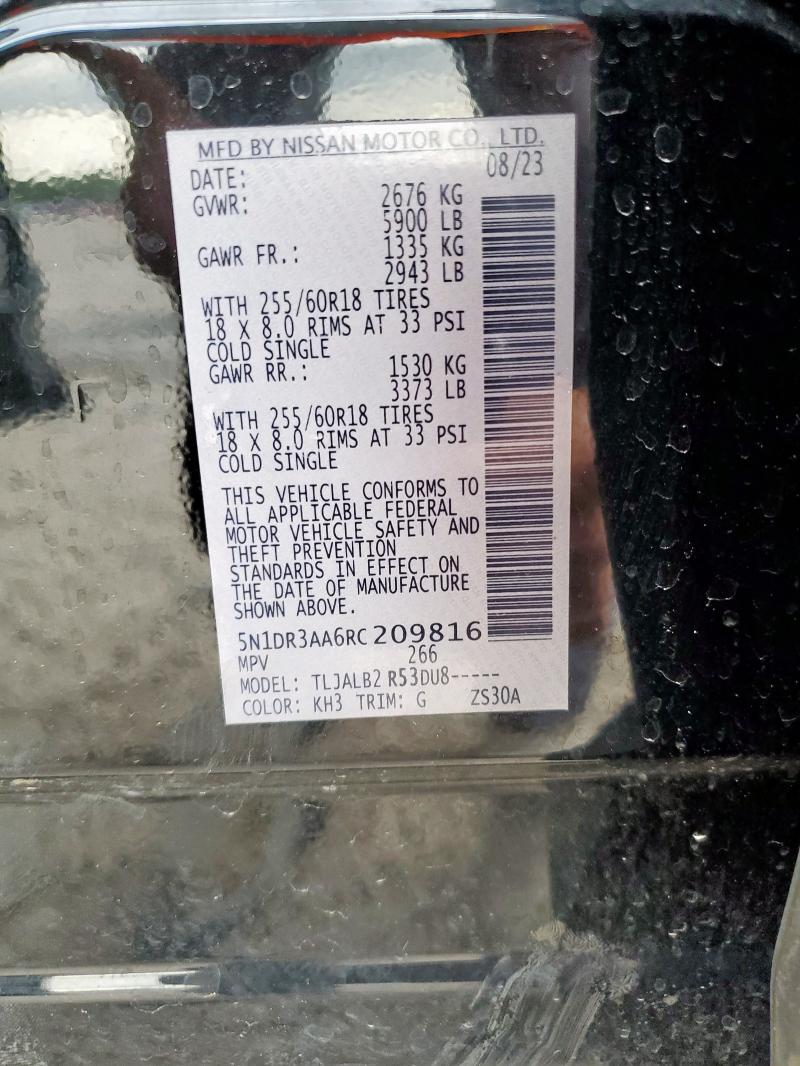 MFD BY NISSAN MOTOR CO., LTD.
DATE: 08/23
GVWR: 2676 KG
5900 LB
GAWR FR.: 1335 KG
2943 LB
WITH 255/60R18 TIRES
18 X 8.0 RIMS AT 33 PSI
COLD SINGLE
GAWR RR.: 1530 KG
3373 LB
WITH 255/60R18 TIRES
18 X 8.0 RIMS AT 33 PSI
COLD SINGLE
THIS VEHICLE CONFORMS TO
ALL APPLICABLE FEDERAL
MOTOR VEHICLE SAFETY AND
THEFT PREVENTION
STANDARDS IN EFFECT ON
THE DATE OF MANUFACTURE
SHOWN ABOVE.
5N1DR3AA6RC209816
MPV 266
MODEL: TLJALB2 R53DU8-----
COLOR: KH3 TRIM: G ZS30A